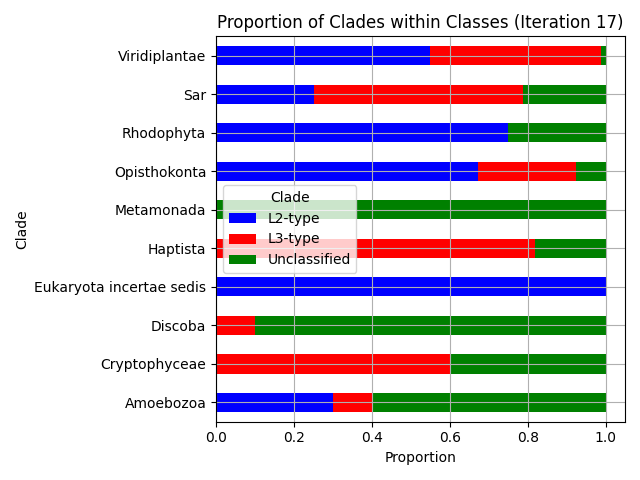 Proportion of Clades within Classes (Iteration 17)
Viridiplantae
Sar
Rhodophyta
Opisthokonta
Metamonada
Haptista
Eukaryota incertae sedis
Discoba
Cryptophyceae
Amoebozoa
Clade
Clade
L2-type
L3-type
Unclassified
0.0 0.2 0.4 0.6 0.8 1.0
Proportion